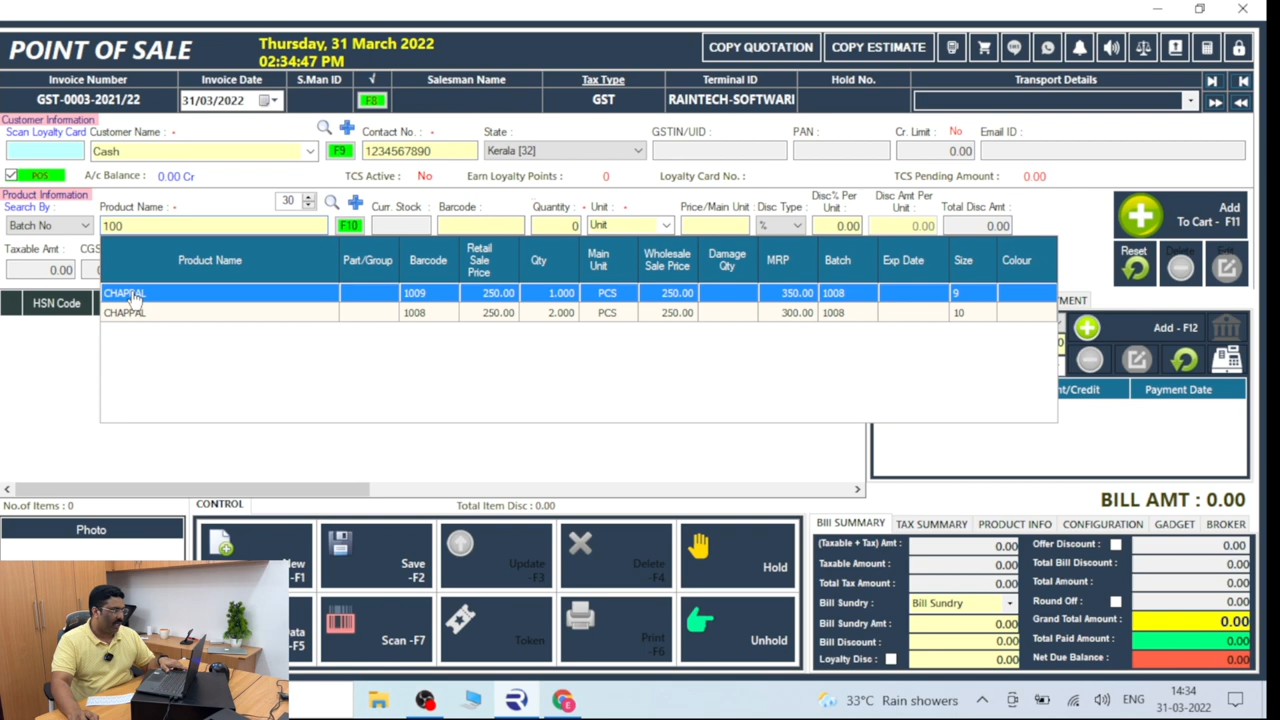 POINT OF SALE
Thursday, 31 March 2022
02:34:47 PM
COPY QUOTATION
COPY ESTIMATE
Invoice Number
Invoice Date
S.Man ID
√
Salesman Name
Tax Type
Terminal ID
Hold No.
Transport Details
GST-0003-2021/22
31/03/2022
F8
GST
RAINTECH-SOFTWARI
Customer Information
Scan Loyalty Card
Customer Name :
Contact No. :
State :
GSTIN/UID :
PAN :
Cr. Limit :
No
Email ID :
Cash
F9
1234567890
Kerala [32]
0.00
POS
A/c Balance :
0.00 Cr
TCS Active :
No
Earn Loyalty Points :
0
Loyalty Card No. :
TCS Pending Amount :
0.00
Product Information
Search By :
Product Name :
30
Curr. Stock :
Barcode:
Quantity :
Unit :
Price/Main Unit
Disc Type :
Disc% Per Unit :
Disc Amt Per Unit :
Total Disc Amt :
Add To Cart - F11
Batch No
100
F10
0
Unit
%
0.00
0.00
0.00
Taxable Amt :
CGS
Reset
Delete
Edit
0.00
Product Name
Part/Group
Barcode
Retail Sale Price
Qty
Main Unit
Wholesale Sale Price
Damage Qty
MRP
Batch
Exp Date
Size
Colour
CHAPPAL 1009 250.00 1.000 PCS 250.00 350.00 1008 9
CHAPPAL 1008 250.00 2.000 PCS 250.00 300.00 1008 10
HSN Code
MENT
Add - F12
0
nt/Credit
Payment Date
No.of Items : 0
CONTROL
Total Item Disc : 0.00
BILL AMT : 0.00
Photo
New -F1
Save -F2
Update -F3
Delete -F4
Hold
Data -F5
Scan -F7
Token
Print -F6
Unhold
BIll SUMMARY
TAX SUMMARY
PRODUCT INFO
CONFIGURATION
GADGET
BROKER
(Taxable + Tax) Amt : 0.00
Offer Discount : 0.00
Taxable Amount : 0.00
Total Bill Discount : 0.00
Total Tax Amount : 0.00
Total Amount : 0.00
Bill Sundry : Bill Sundry
Round Off : 0.00
Bill Sundry Amt : 0.00
Grand Total Amount : 0.00
Bill Discount : 0.00
Total Paid Amount : 0.00
Loyalty Disc : 0.00
Net Due Balance : 0.00
33°C Rain showers
ENG
14:34
31-03-2022